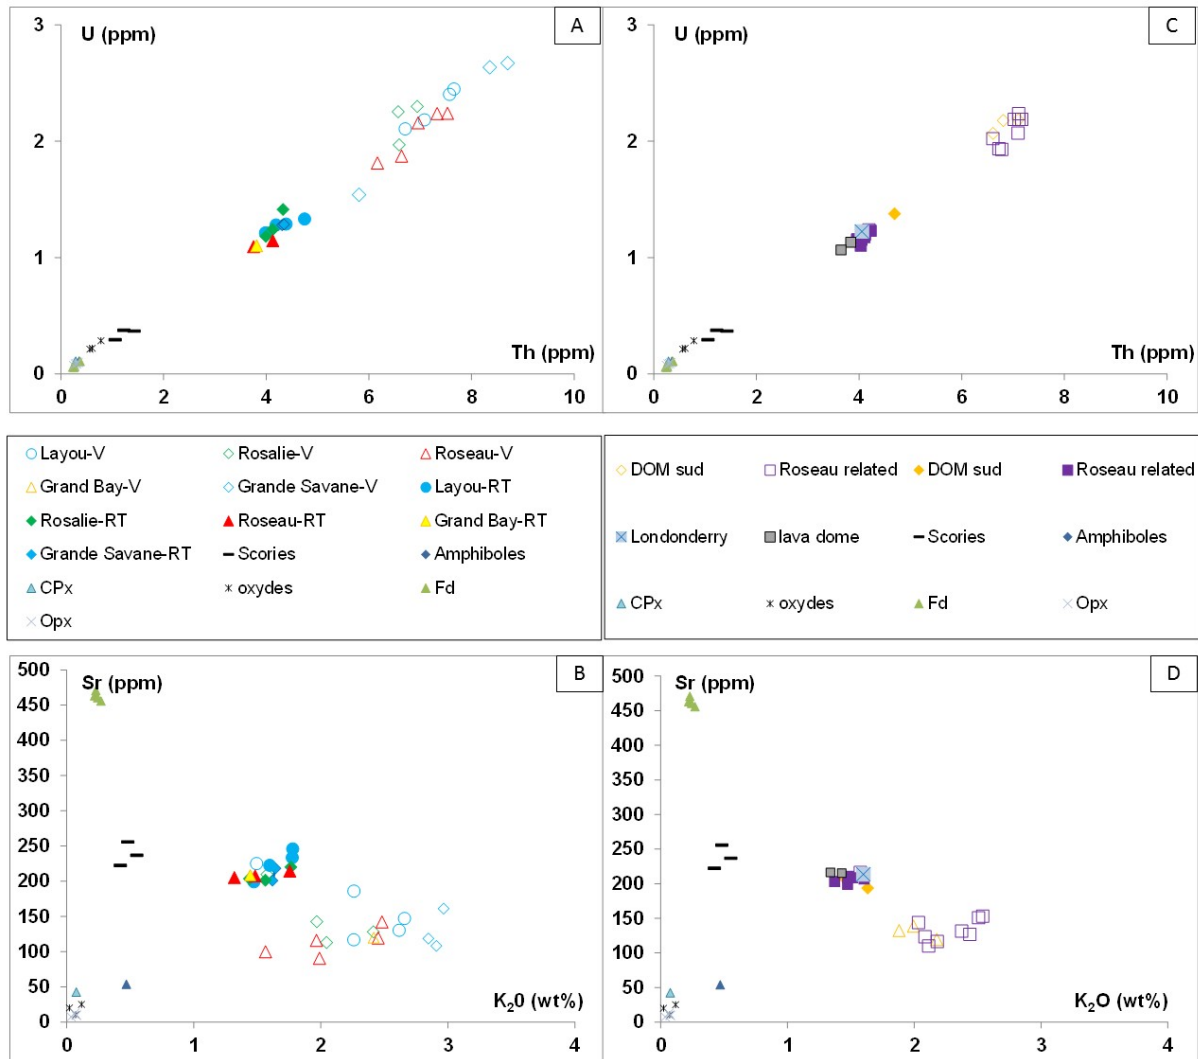 U (ppm)
A
3
2
1
0
Th (ppm)
0 2 4 6 8 10
U (ppm)
C
3
2
1
0
Th (ppm)
0 2 4 6 8 10
Layou-V Rosalie-V Roseau-V
Grand Bay-V Grande Savane-V Layou-RT
Rosalie-RT Roseau-RT Grand Bay-RT
Grande Savane-RT Scories Amphiboles
CPx oxydes Fd
Opx
DOM sud Roseau related DOM sud Roseau related
Londonderry lava dome Scories Amphiboles
CPx oxydes Fd Opx
Sr (ppm)
B
500
450
400
350
300
250
200
150
100
50
0
K₂0 (wt%)
0 1 2 3 4
Sr (ppm)
D
500
450
400
350
300
250
200
150
100
50
0
K₂O (wt%)
0 1 2 3 4